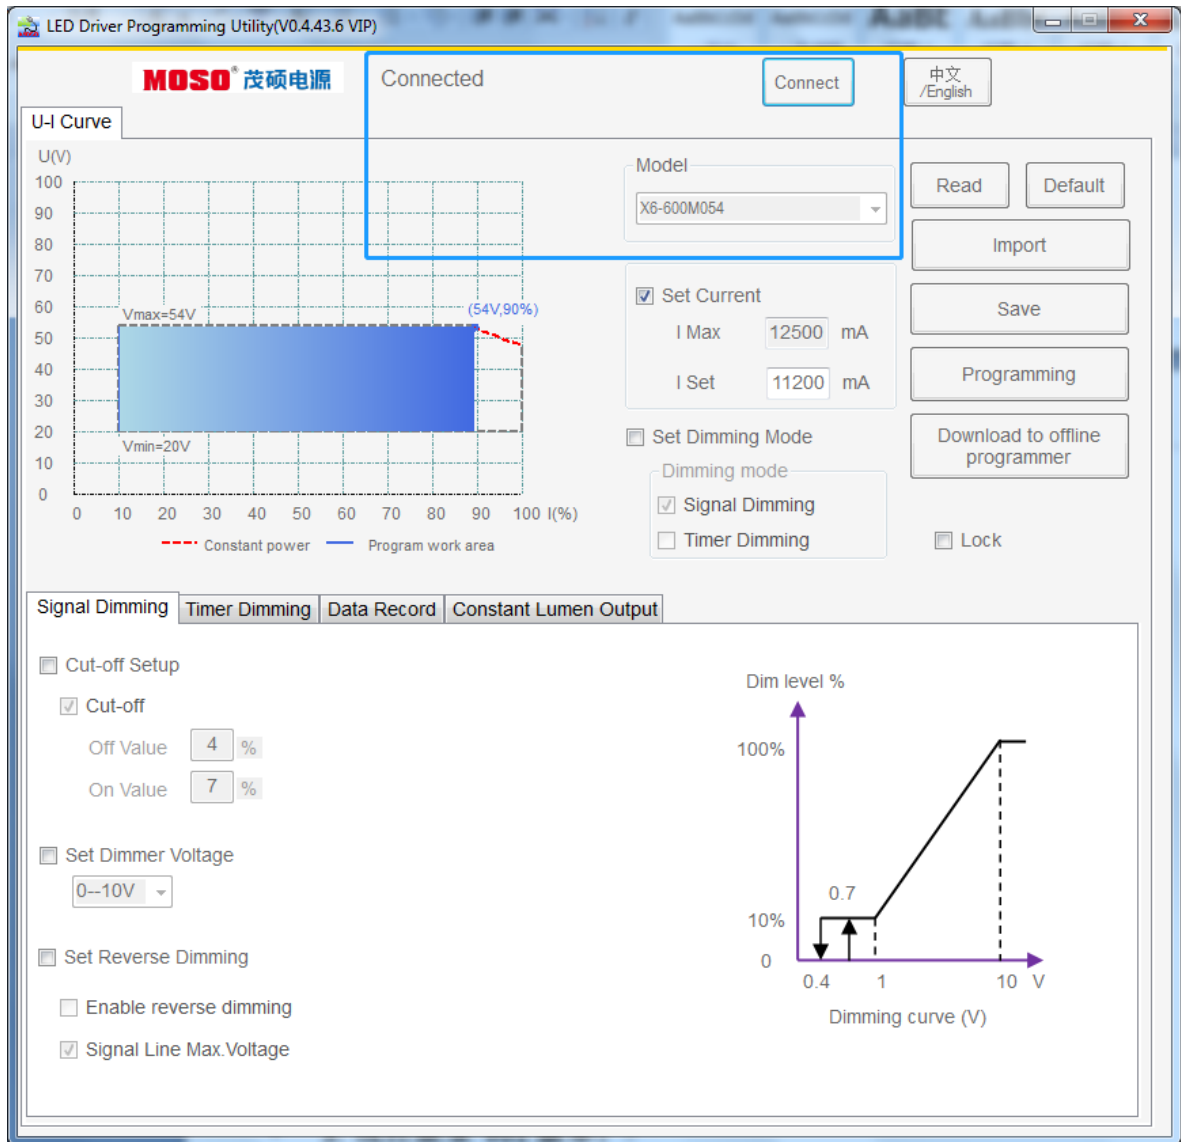 LED Driver Programming Utility(V0.4.43.6 VIP)
MOSO® 茂硕电源
Connected
Connect
中文
/English
U-I Curve
U(V)
100
90
80
70
60
50
40
30
20
10
0
Vmax=54V
(54V,90%)
Vmin=20V
0 10 20 30 40 50 60 70 80 90 100 I(%)
Constant power
Program work area
Model
X6-600M054
Read
Default
Import
Save
Programming
Download to offline
programmer
Lock
Set Current
I Max 12500 mA
I Set 11200 mA
Set Dimming Mode
Dimming mode
Signal Dimming
Timer Dimming
Signal Dimming
Timer Dimming
Data Record
Constant Lumen Output
Cut-off Setup
Cut-off
Off Value 4 %
On Value 7 %
Set Dimmer Voltage
0--10V
Set Reverse Dimming
Enable reverse dimming
Signal Line Max.Voltage
Dim level %
100%
0.7
10%
0
0.4 1 10 V
Dimming curve (V)